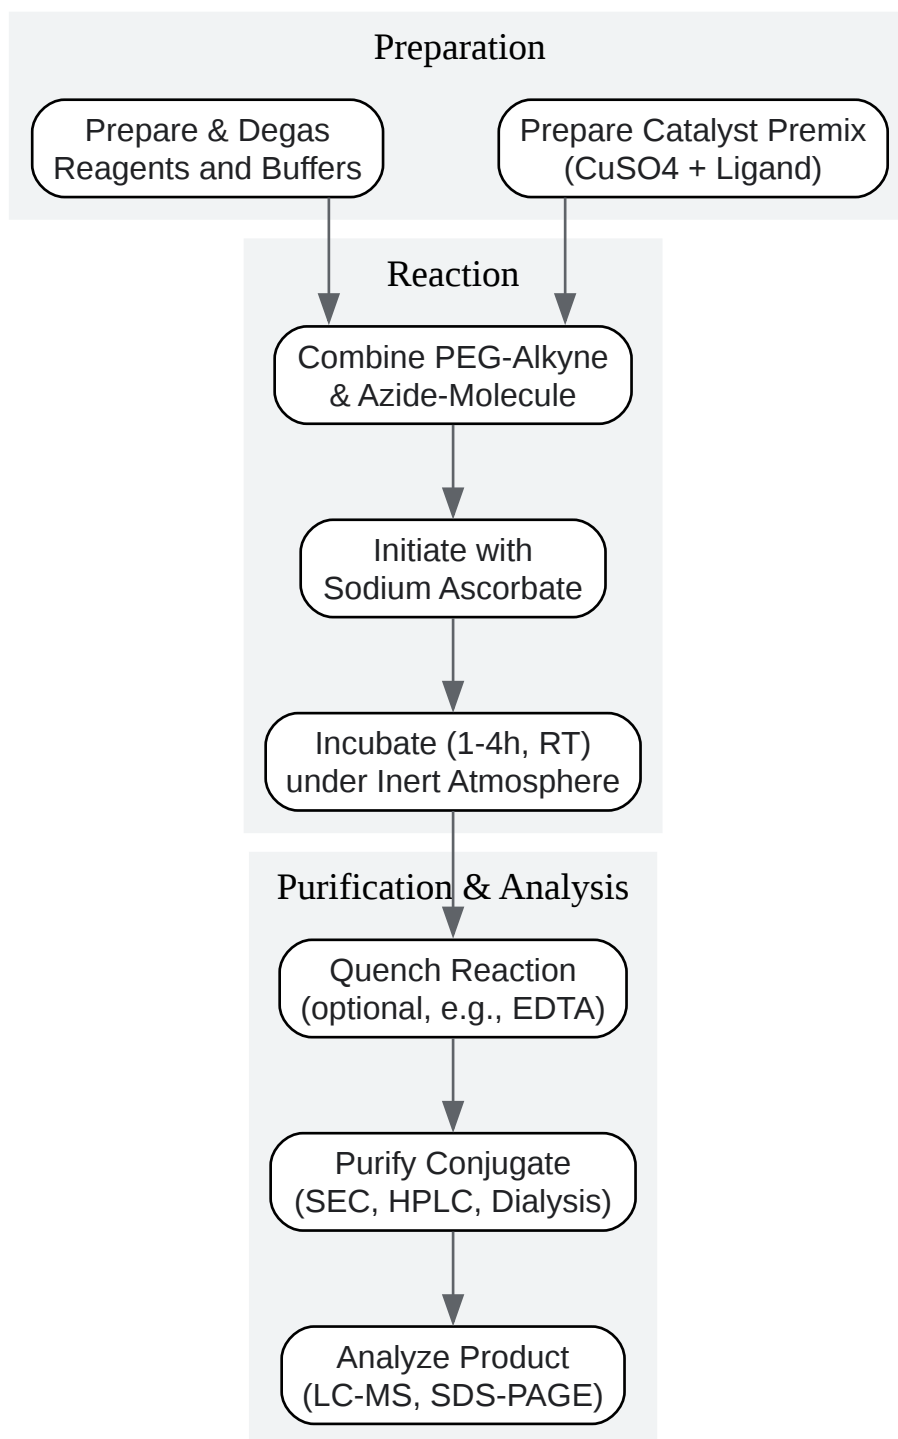 Preparation
Prepare & Degas
Reagents and Buffers
Prepare Catalyst Premix
(CuSO4 + Ligand)
Reaction
Combine PEG-Alkyne
& Azide-Molecule
Initiate with
Sodium Ascorbate
Incubate (1-4h, RT)
under Inert Atmosphere
Purification & Analysis
Quench Reaction
(optional, e.g., EDTA)
Purify Conjugate
(SEC, HPLC, Dialysis)
Analyze Product
(LC-MS, SDS-PAGE)